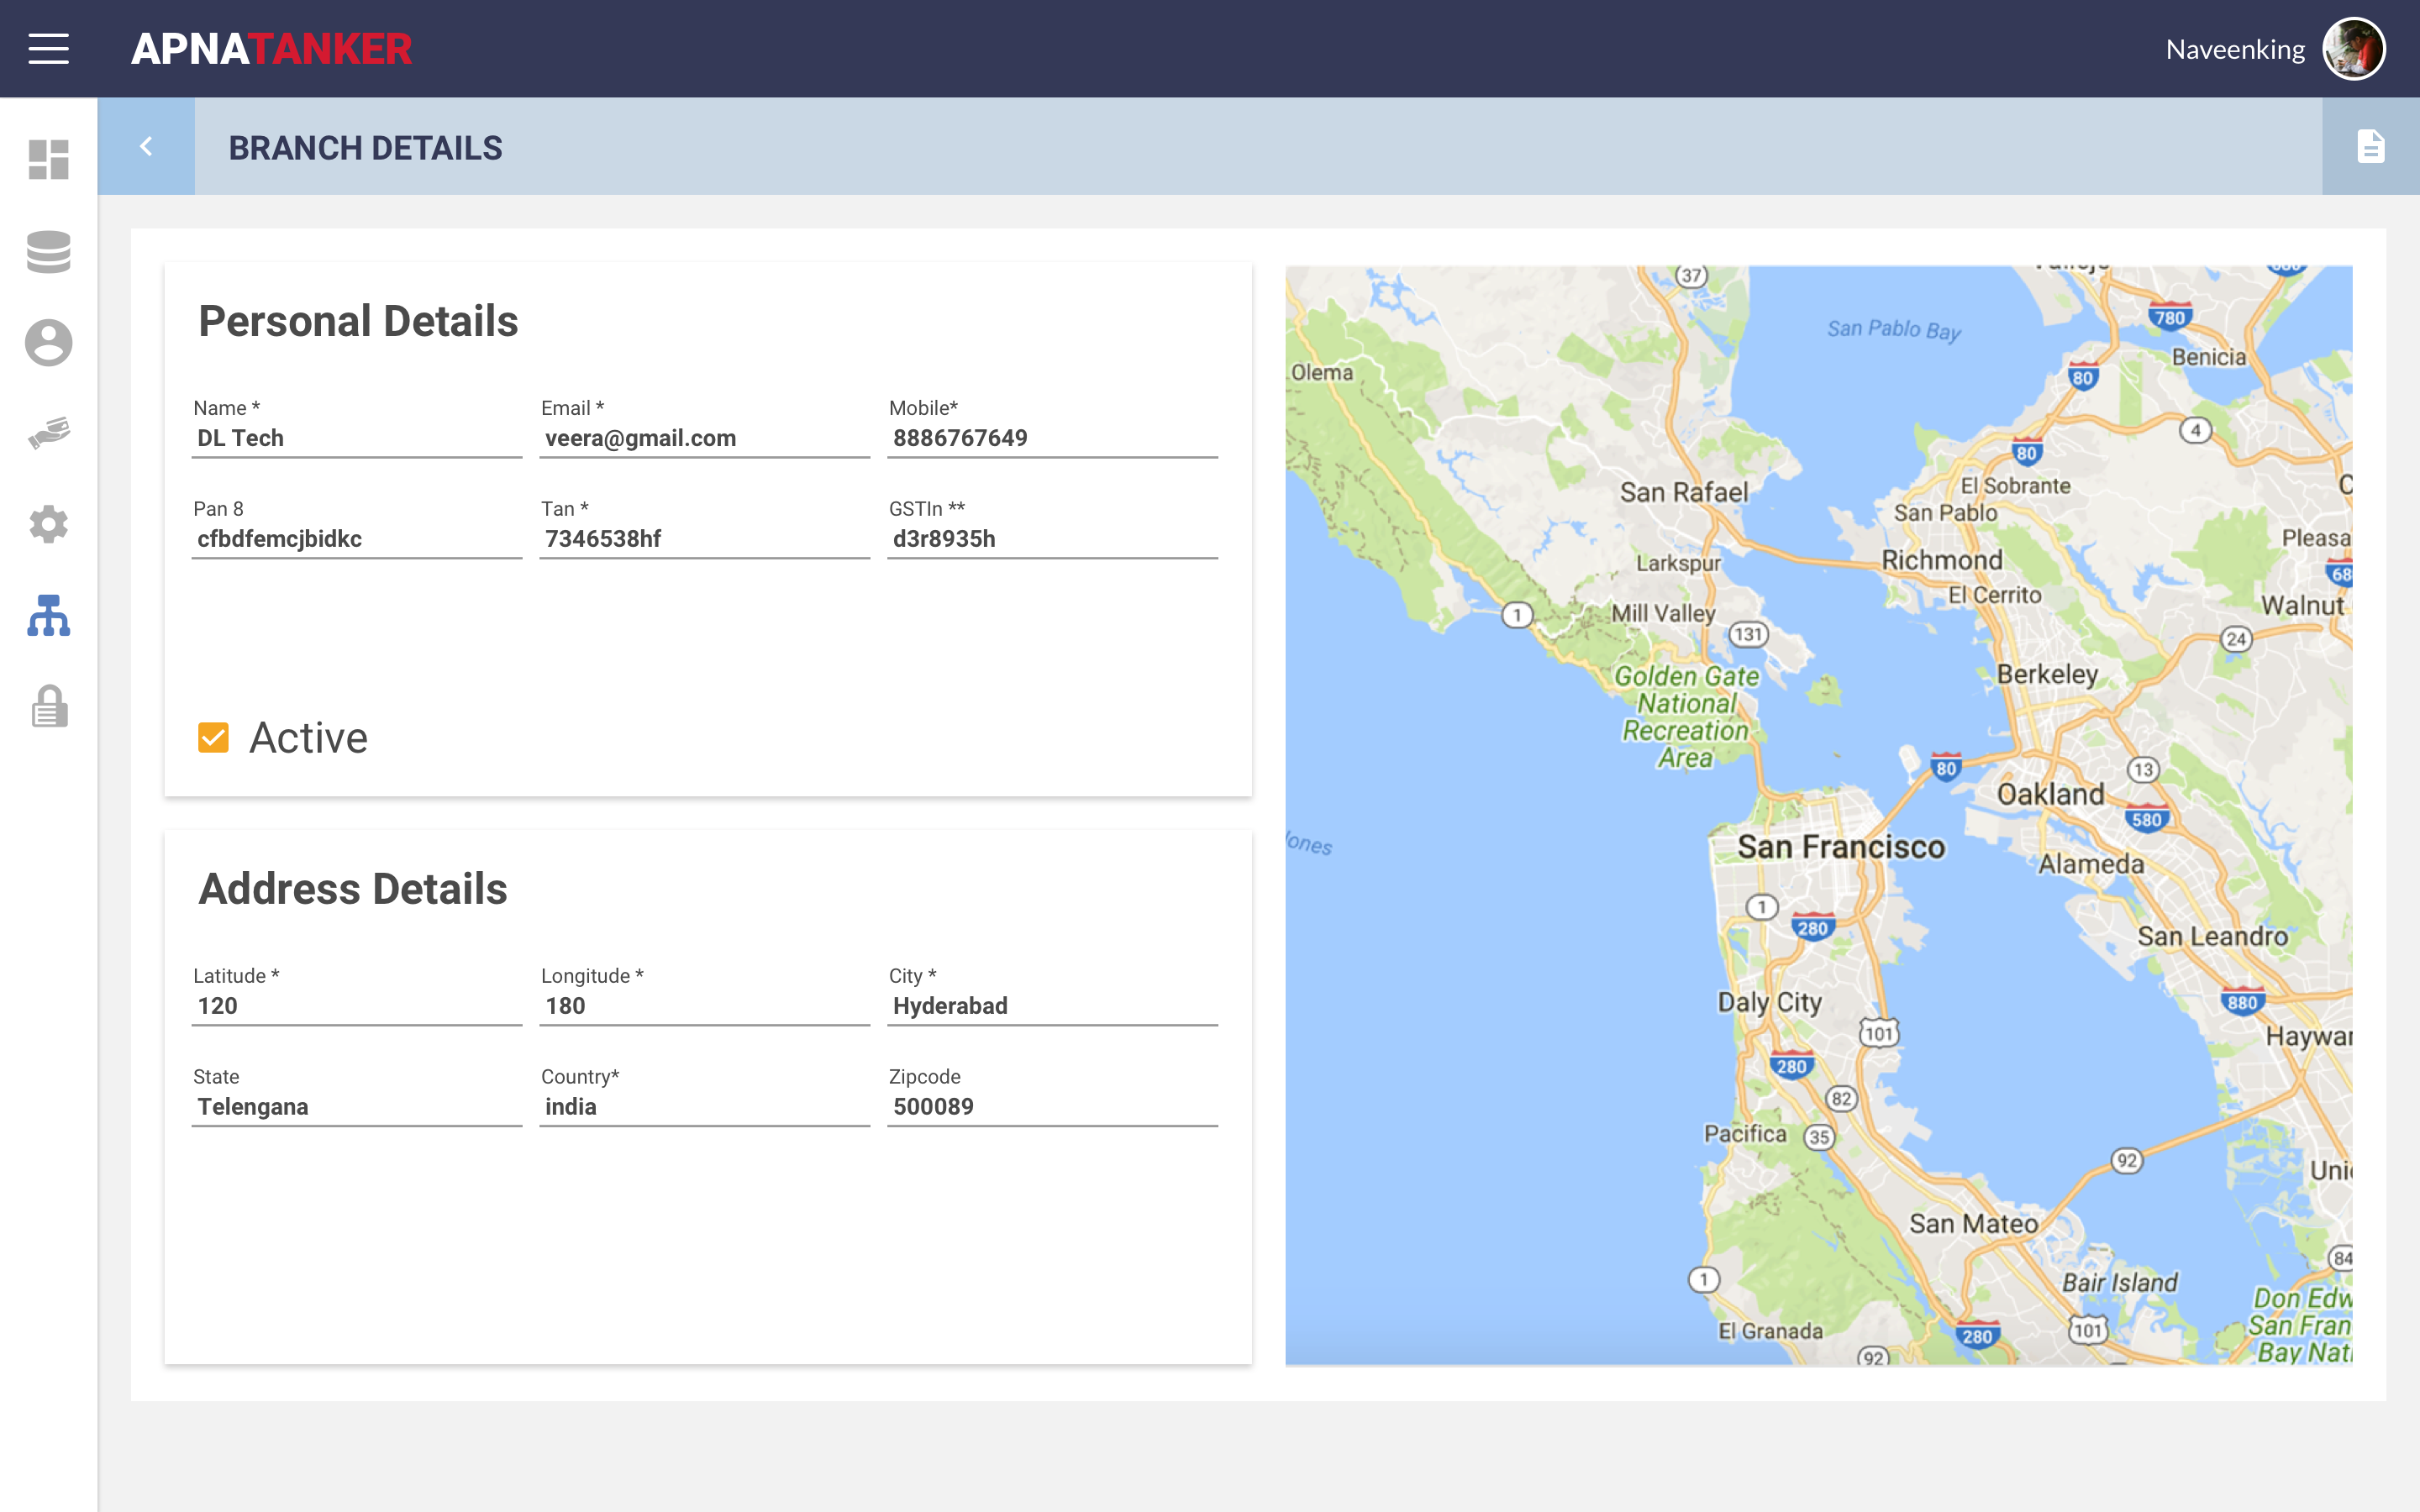 APNATANKER
Naveenking
BRANCH DETAILS
Personal Details
Name *
DL Tech
Email *
veera@gmail.com
Mobile*
8886767649
Pan 8
cfbdfemcjbidkc
Tan *
7346538hf
GSTIn **
d3r8935h
Active
Address Details
Latitude *
120
Longitude *
180
City *
Hyderabad
State
Telengana
Country*
india
Zipcode
500089
37
San Pablo Bay
780
Benicia
Olema
80
4
80
San Rafael
El Sobrante
San Pablo
Pleasa
Larkspur
Richmond
68
El Cerrito
Walnut
1
Mill Valley
131
24
Golden Gate
National
Recreation
Area
Berkeley
80
13
Oakland
580
San Francisco
Alameda
1
280
San Leandro
880
Daly City
101
Haywar
280
82
Pacifica
35
92
Uni
San Mateo
84
1
Bair Island
Don Edw
San Fran
Bay Nati
El Granada
280
101
92